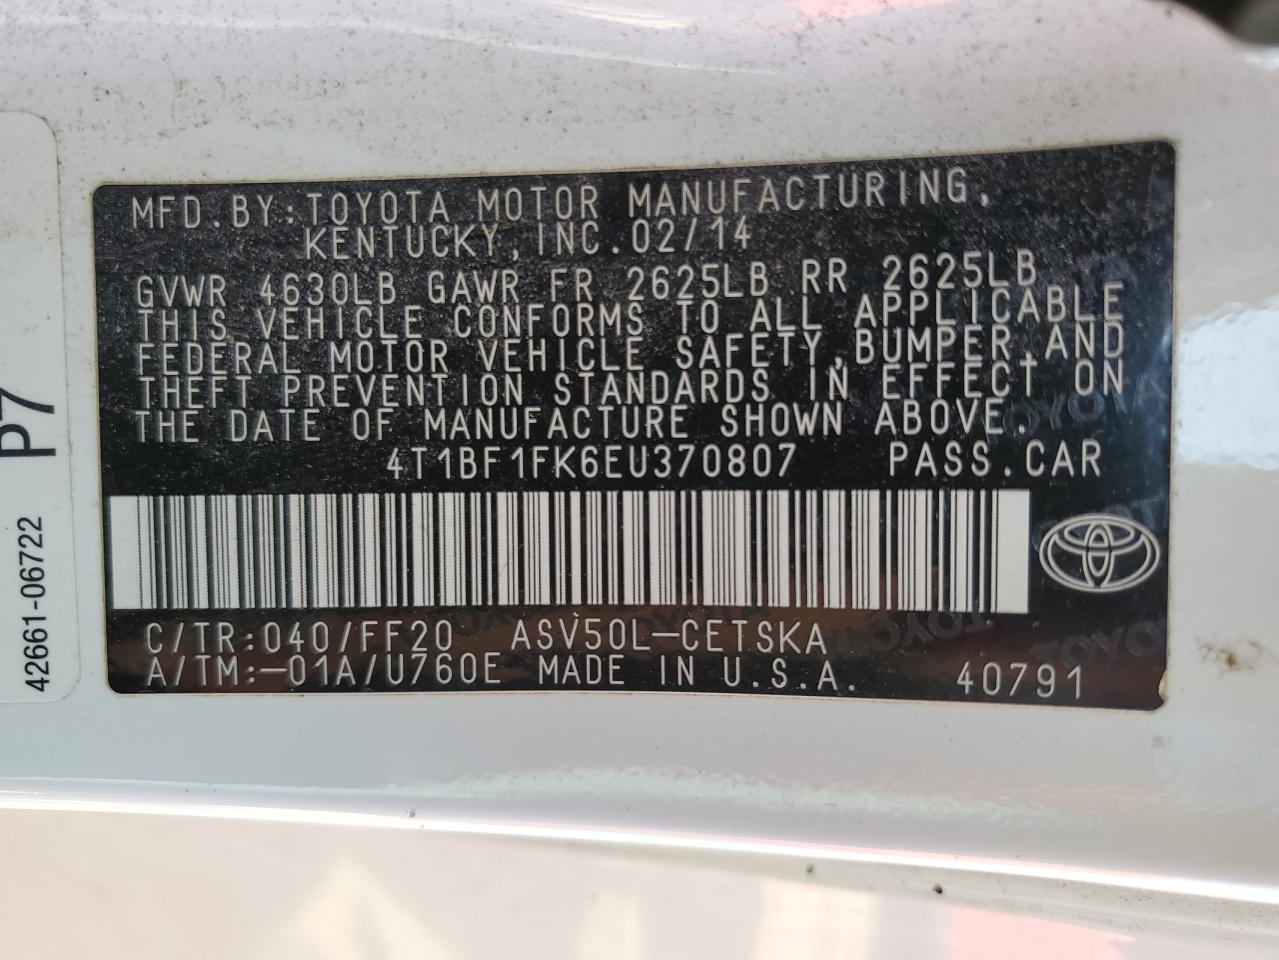 MFD.BY:TOYOTA MOTOR MANUFACTURING,
KENTUCKY,INC.02/14
GVWR 4630LB GAWR FR 2625LB RR 2625LB
THIS VEHICLE CONFORMS TO ALL APPLICABLE
FEDERAL MOTOR VEHICLE SAFETY,BUMPER,AND
THEFT PREVENTION STANDARDS IN EFFECT ON
THE DATE OF MANUFACTURE SHOWN ABOVE.
4T1BF1FK6EU370807 PASS.CAR
C/TR:040/FF20 ASV50L-CETSKA
A/TM:-01A/U760E MADE IN U.S.A. 40791
P7
42661-06722
TOYOTA
TOYOTA